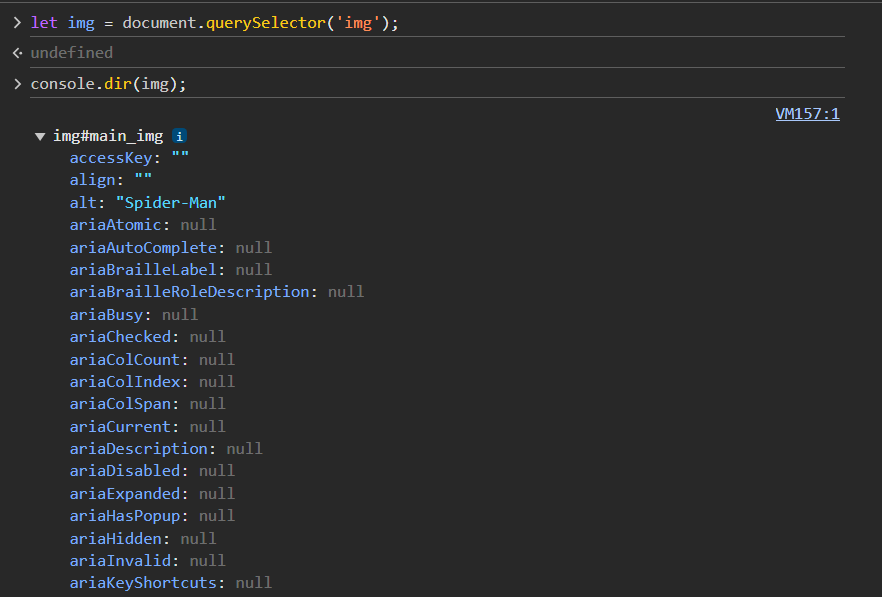 > let img = document.querySelector('img');
undefined
> console.dir(img);
VM157:1
▼ img#main_img i
accessKey: ""
align: ""
alt: "Spider-Man"
ariaAtomic: null
ariaAutoComplete: null
ariaBrailleLabel: null
ariaBrailleRoleDescription: null
ariaBusy: null
ariaChecked: null
ariaColCount: null
ariaColIndex: null
ariaColSpan: null
ariaCurrent: null
ariaDescription: null
ariaDisabled: null
ariaExpanded: null
ariaHasPopup: null
ariaHidden: null
ariaInvalid: null
ariaKeyShortcuts: null